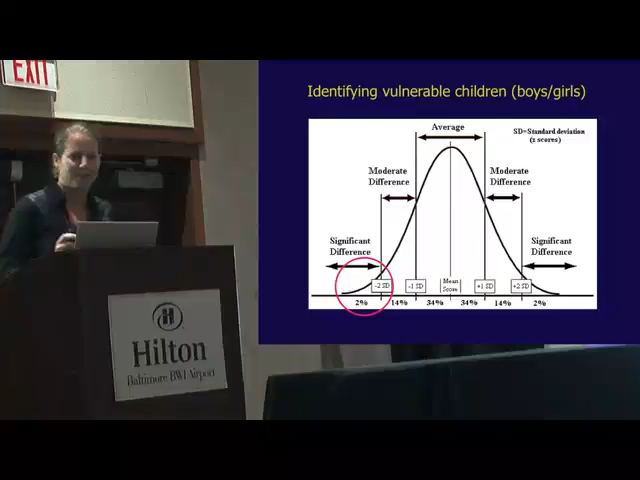 EXIT
Identifying vulnerable children (boys/girls)
Average
SD=Standard deviation
(z scores)
Moderate
Difference
Moderate
Difference
Significant
Difference
Significant
Difference
-2 SD
-1 SD
Mean
Score
+1 SD
+2 SD
2%
14%
34%
34%
14%
2%
H
Hilton
Baltimore BWI Airport